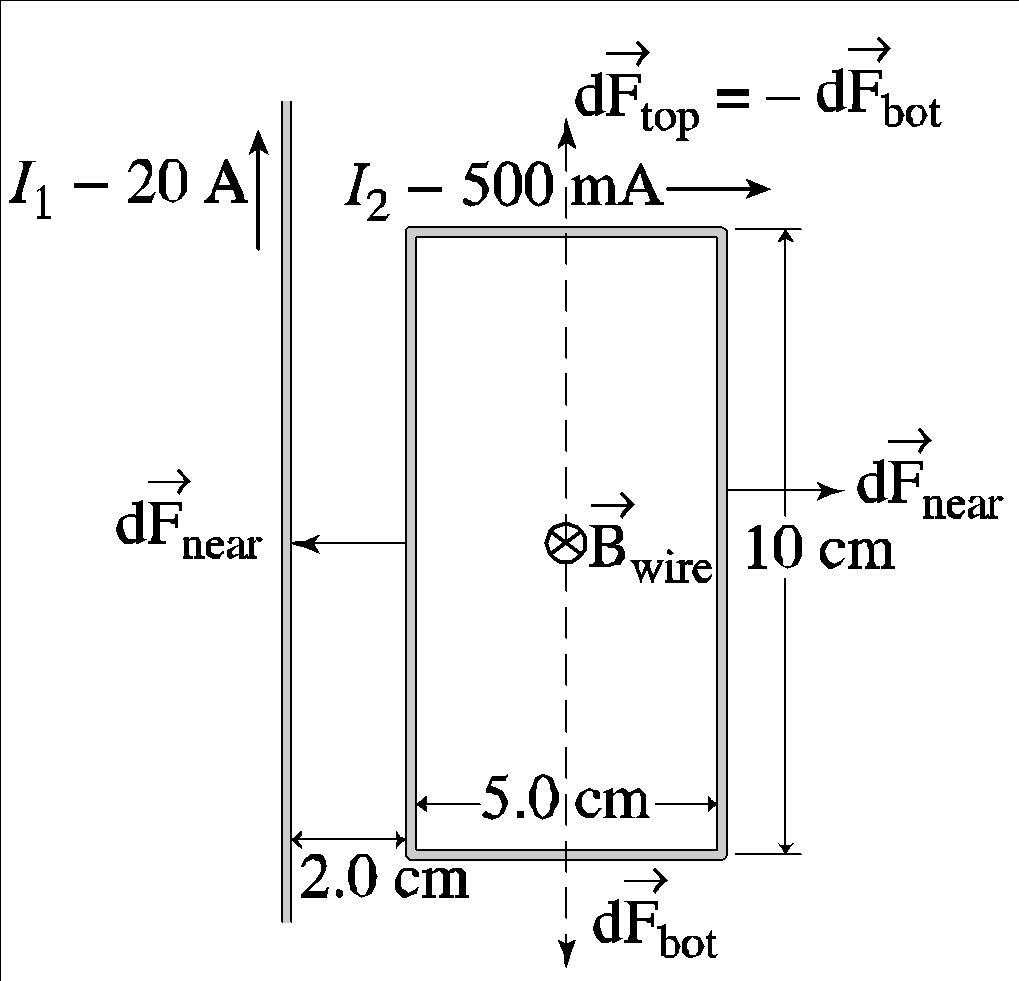 dF⃗top = – dF⃗bot
I₁ – 20 A
I₂ – 500 mA
dF⃗near
dF⃗near
B⃗wire
10 cm
5.0 cm
2.0 cm
dF⃗bot